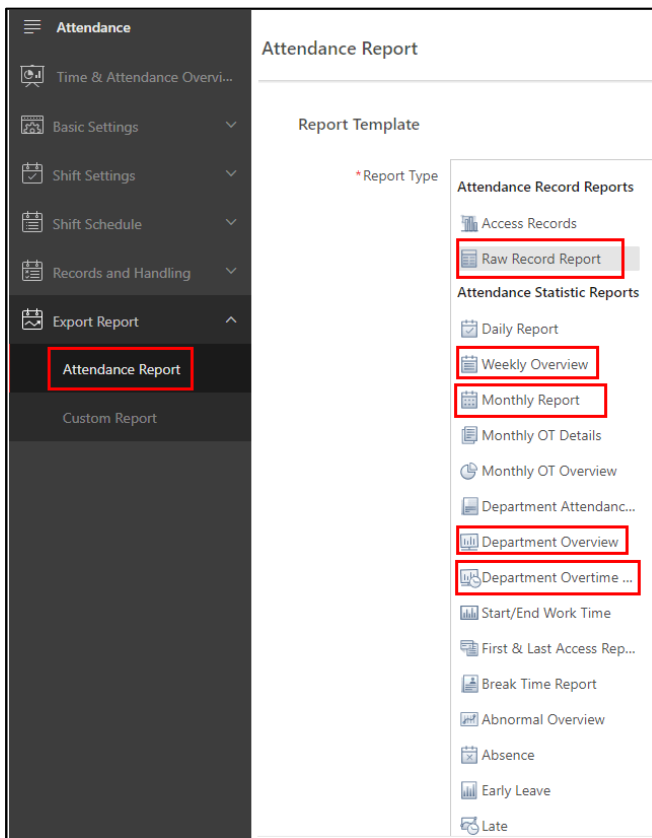 Attendance
Time & Attendance Overvi...
Basic Settings
Shift Settings
Shift Schedule
Records and Handling
Export Report
Attendance Report
Custom Report
Attendance Report
Report Template
*Report Type
Attendance Record Reports
Access Records
Raw Record Report
Attendance Statistic Reports
Daily Report
Weekly Overview
Monthly Report
Monthly OT Details
Monthly OT Overview
Department Attendanc...
Department Overview
Department Overtime ...
Start/End Work Time
First & Last Access Rep...
Break Time Report
Abnormal Overview
Absence
Early Leave
Late